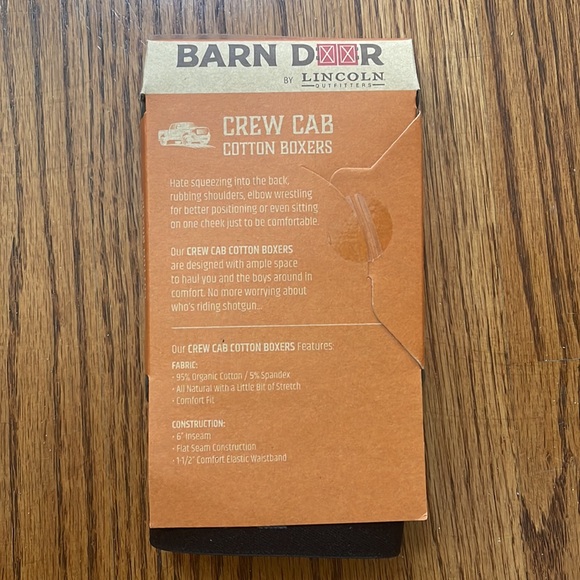 BARN DOOR
BY LINCOLN
OUTFITTERS
CREW CAB
COTTON BOXERS
Hate squeezing into the back,
rubbing shoulders, elbow wrestling
for better positioning or even sitting
on one cheek just to be comfortable.
Our CREW CAB COTTON BOXERS
are designed with ample space
to haul you and the boys around in
comfort. No more worrying about
who's riding shotgun...
Our CREW CAB COTTON BOXERS Features:
FABRIC:
- 95% Organic Cotton / 5% Spandex
- All Natural with a Little Bit of Stretch
- Comfort Fit
CONSTRUCTION:
- 6" Inseam
- Flat Seam Construction
- 1-1/2" Comfort Elastic Waistband